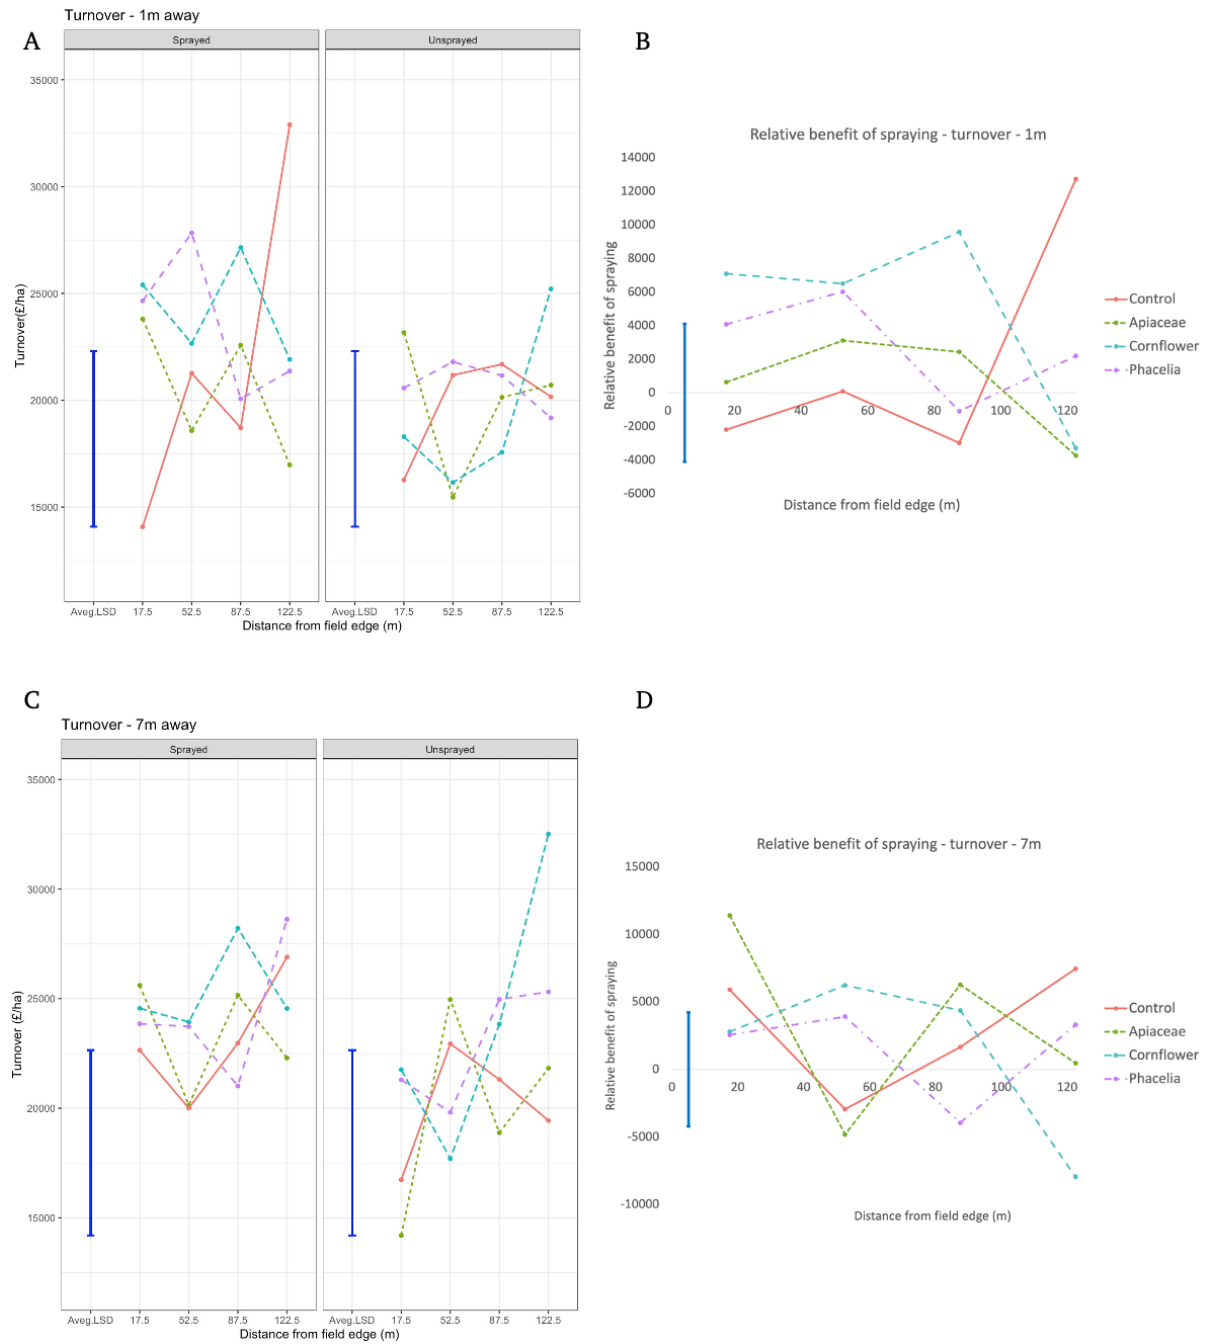 A
Turnover - 1m away
Sprayed
Unsprayed
35000
30000
25000
20000
15000
Turnover(£/ha)
Aveg.LSD 17.5 52.5 87.5 122.5
Aveg.LSD 17.5 52.5 87.5 122.5
Distance from field edge (m)
B
Relative benefit of spraying - turnover - 1m
14000
12000
10000
8000
6000
4000
2000
0
-2000
-4000
-6000
Relative benefit of spraying
0 20 40 60 80 100 120
Distance from field edge (m)
Control
Apiaceae
Cornflower
Phacelia
C
Turnover - 7m away
Sprayed
Unsprayed
35000
30000
25000
20000
15000
Turnover (£/ha)
Aveg.LSD 17.5 52.5 87.5 122.5
Aveg.LSD 17.5 52.5 87.5 122.5
Distance from field edge (m)
D
Relative benefit of spraying - turnover - 7m
15000
10000
5000
0
-5000
-10000
Relative benefit of spraying
0 20 40 60 80 100 120
Distance from field edge (m)
Control
Apiaceae
Cornflower
Phacelia